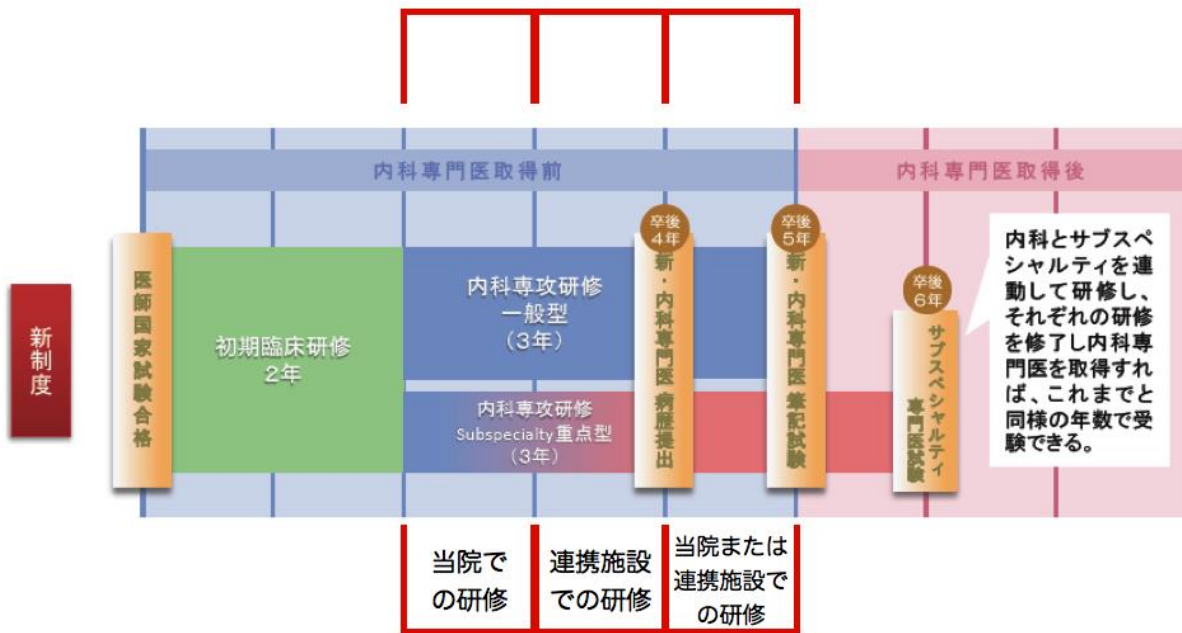 内科専門医取得前
内科専門医取得後
新制度
医師国家試験合格
初期臨床研修
2年
内科専攻研修
一般型
(3年)
内科専攻研修
Subspecialty重点型
(3年)
卒後
4年
新・内科専門医 病歴提出
卒後
5年
新・内科専門医 筆記試験
卒後
6年
サブスペシャルティ
専門医試験
内科とサブスペ
シャルティを連
動して研修し、
それぞれの研修
を修了し内科専
門医を取得すれ
ば、これまでと
同様の年数で受
験できる。
当院で
の研修
連携施設
での研修
当院または
連携施設で
の研修